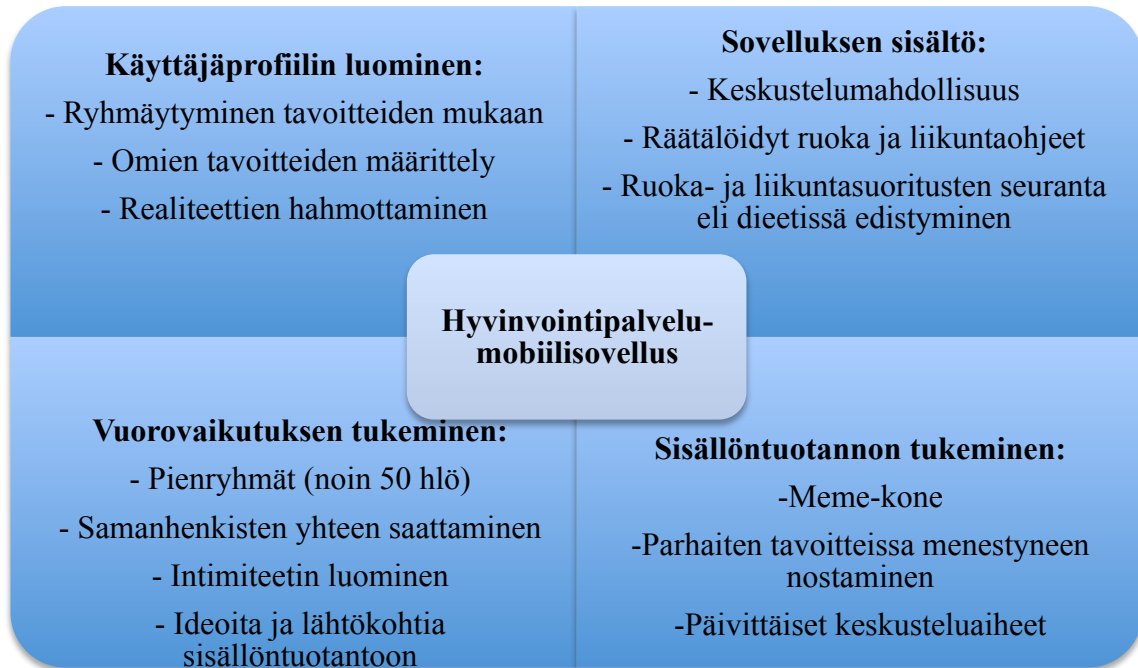 Käyttäjäprofiilin luominen:
- Ryhmäytyminen tavoitteiden mukaan
- Omien tavoitteiden määrittely
- Realiteettien hahmottaminen
Sovelluksen sisältö:
- Keskustelumahdollisuus
- Räätälöidyt ruoka ja liikuntaohjeet
- Ruoka- ja liikuntasuoritusten seuranta
eli dieetissä edistyminen
Hyvinvointipalvelu-
mobiilisovellus
Vuorovaikutuksen tukeminen:
- Pienryhmät (noin 50 hlö)
- Samanhenkisten yhteen saattaminen
- Intimiteetin luominen
- Ideoita ja lähtökohtia
sisällöntuotantoon
Sisällöntuotannon tukeminen:
-Meme-kone
-Parhaiten tavoitteissa menestyneen
nostaminen
-Päivittäiset keskusteluaiheet